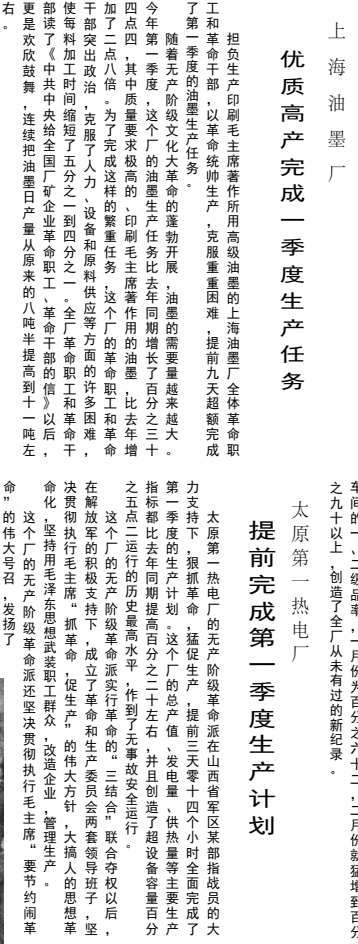 上海油墨厂
优质高产完成一季度生产任务
担负生产印刷毛主席著作所用高级油墨的上海油墨厂全体革命职
工和革命干部，以革命统帅生产，克服重重困难，提前九天超额完成
了第一季度的油墨生产任务。
随着无产阶级文化大革命的蓬勃开展，油墨的需要量越来越大。
今年第一季度，这个厂的油墨生产任务比去年同期增长了百分之三十
四点四，其中质量要求极高的、印刷毛主席著作用的油墨，比去年增
加了二点八倍。为了完成这样的繁重任务，这个厂的革命职工和革命
干部突出政治，克服了人力、设备和原料供应等方面的许多困难，
使每料加工时间缩短了五分之一到四分之一。全厂革命职工和革命干
部读了《中共中央给全国厂矿企业革命职工、革命干部的信》以后，
更是欢欣鼓舞，连续把油墨日产量从原来的八吨半提高到十一吨左
右。
车间的一、二级品率，一月份为百分之六十二，二月份就猛增到百分
之九十以上，创造了全厂从未有过的新纪录。
太原第一热电厂
提前完成第一季度生产计划
太原第一热电厂的无产阶级革命派在山西省军区某部指战员的大
力支持下，狠抓革命，猛促生产，提前三天零十四个小时全面完成了
第一季度的生产计划。这个厂的总产值、发电量、供热量等主要生产
指标都比去年同期提高百分之二十左右，并且创造了超设备容量百分
之五点二运行的历史最高水平，作到了无事故安全运行。
这个厂的无产阶级革命派实行革命的“三结合”联合夺权以后，
在解放军的积极支持下，成立了革命和生产委员会两套领导班子，坚
决贯彻执行毛主席“抓革命，促生产”的伟大方针，大搞人的思想革
命化，坚持用毛泽东思想武装职工群众，改造企业，管理生产。
这个厂的无产阶级革命派还坚决贯彻执行毛主席“要节约闹革
命”的伟大号召，发扬了